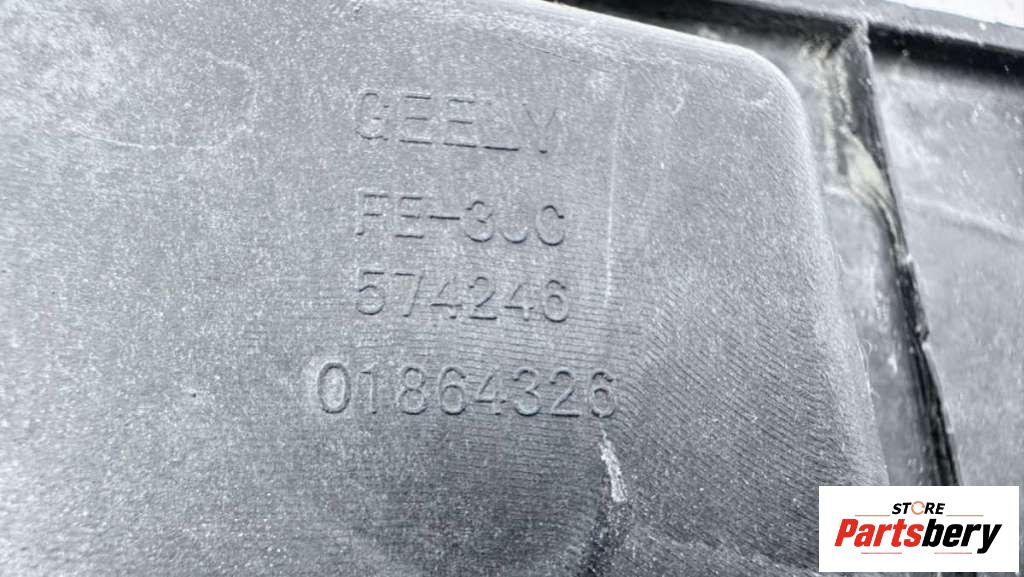 GEELY
FE-3JC
574246
01864326
STORE
Partsbery